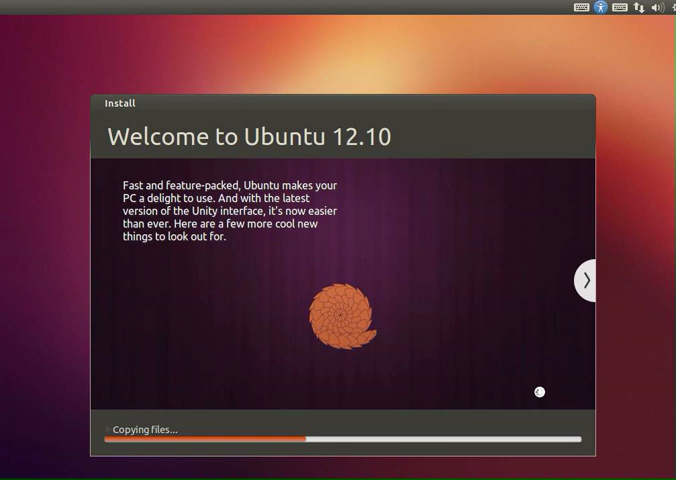 Install
Welcome to Ubuntu 12.10
Fast and feature-packed, Ubuntu makes your
PC a delight to use. And with the latest
version of the Unity interface, it's now easier
than ever. Here are a few more cool new
things to look out for.
Copying files...